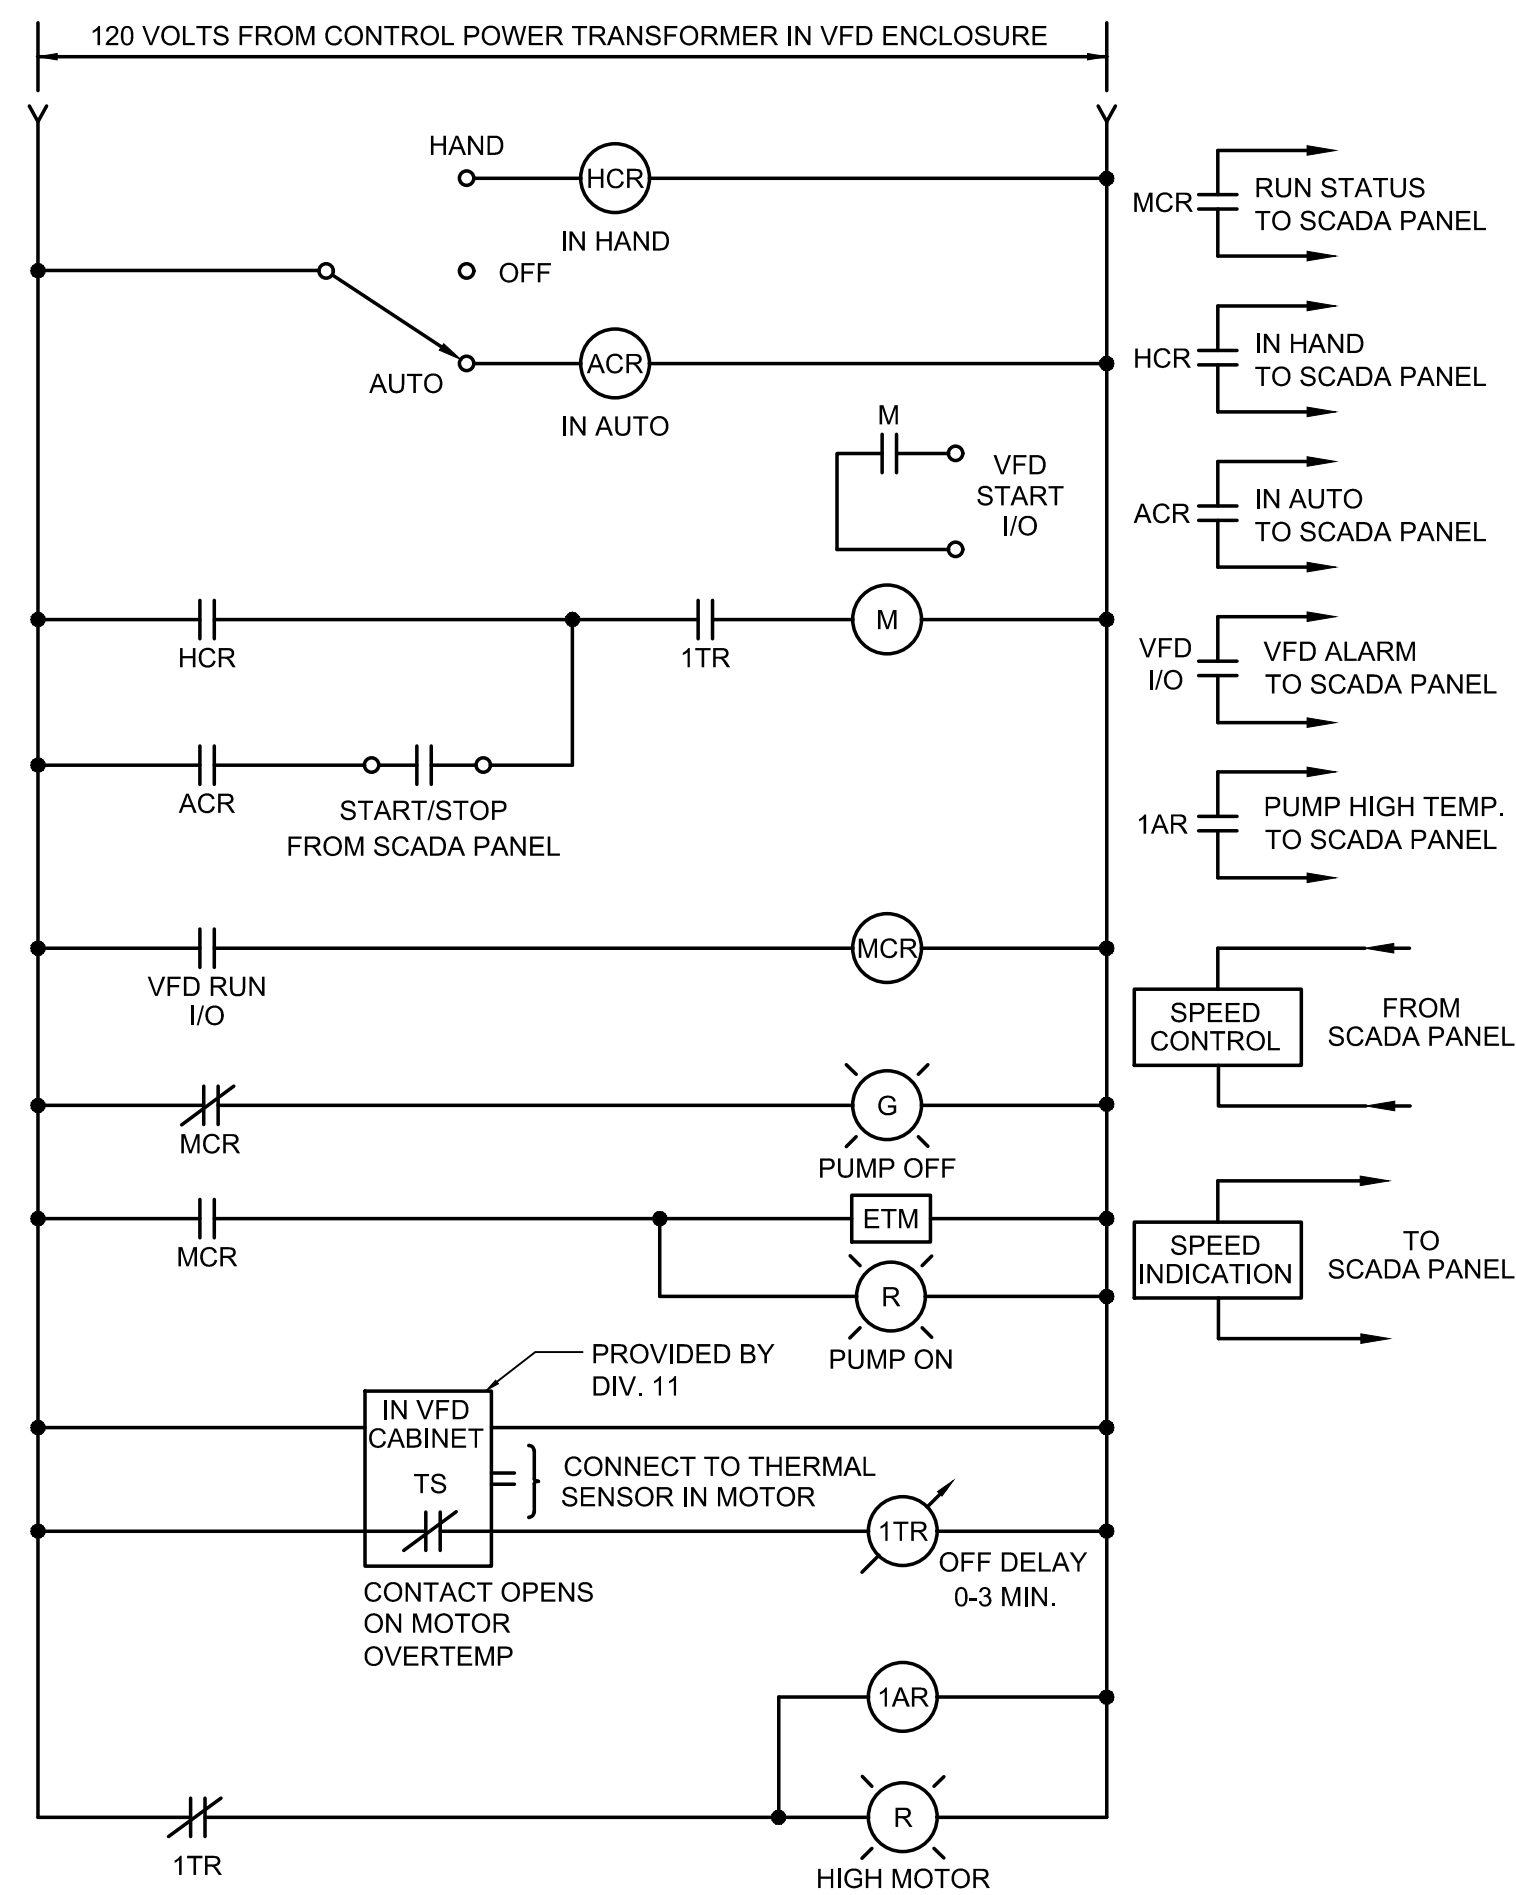 120 VOLTS FROM CONTROL POWER TRANSFORMER IN VFD ENCLOSURE
HAND
HCR
IN HAND
OFF
AUTO
ACR
IN AUTO
M
VFD
START
I/O
HCR
1TR
M
ACR
START/STOP
FROM SCADA PANEL
VFD RUN
I/O
MCR
MCR
G
PUMP OFF
MCR
ETM
R
PUMP ON
PROVIDED BY
DIV. 11
IN VFD
CABINET
TS
CONNECT TO THERMAL
SENSOR IN MOTOR
1TR
OFF DELAY
0-3 MIN.
CONTACT OPENS
ON MOTOR
OVERTEMP
1AR
1TR
R
HIGH MOTOR
MCR
RUN STATUS
TO SCADA PANEL
HCR
IN HAND
TO SCADA PANEL
ACR
IN AUTO
TO SCADA PANEL
VFD
I/O
VFD ALARM
TO SCADA PANEL
1AR
PUMP HIGH TEMP.
TO SCADA PANEL
SPEED
CONTROL
FROM
SCADA PANEL
SPEED
INDICATION
TO
SCADA PANEL